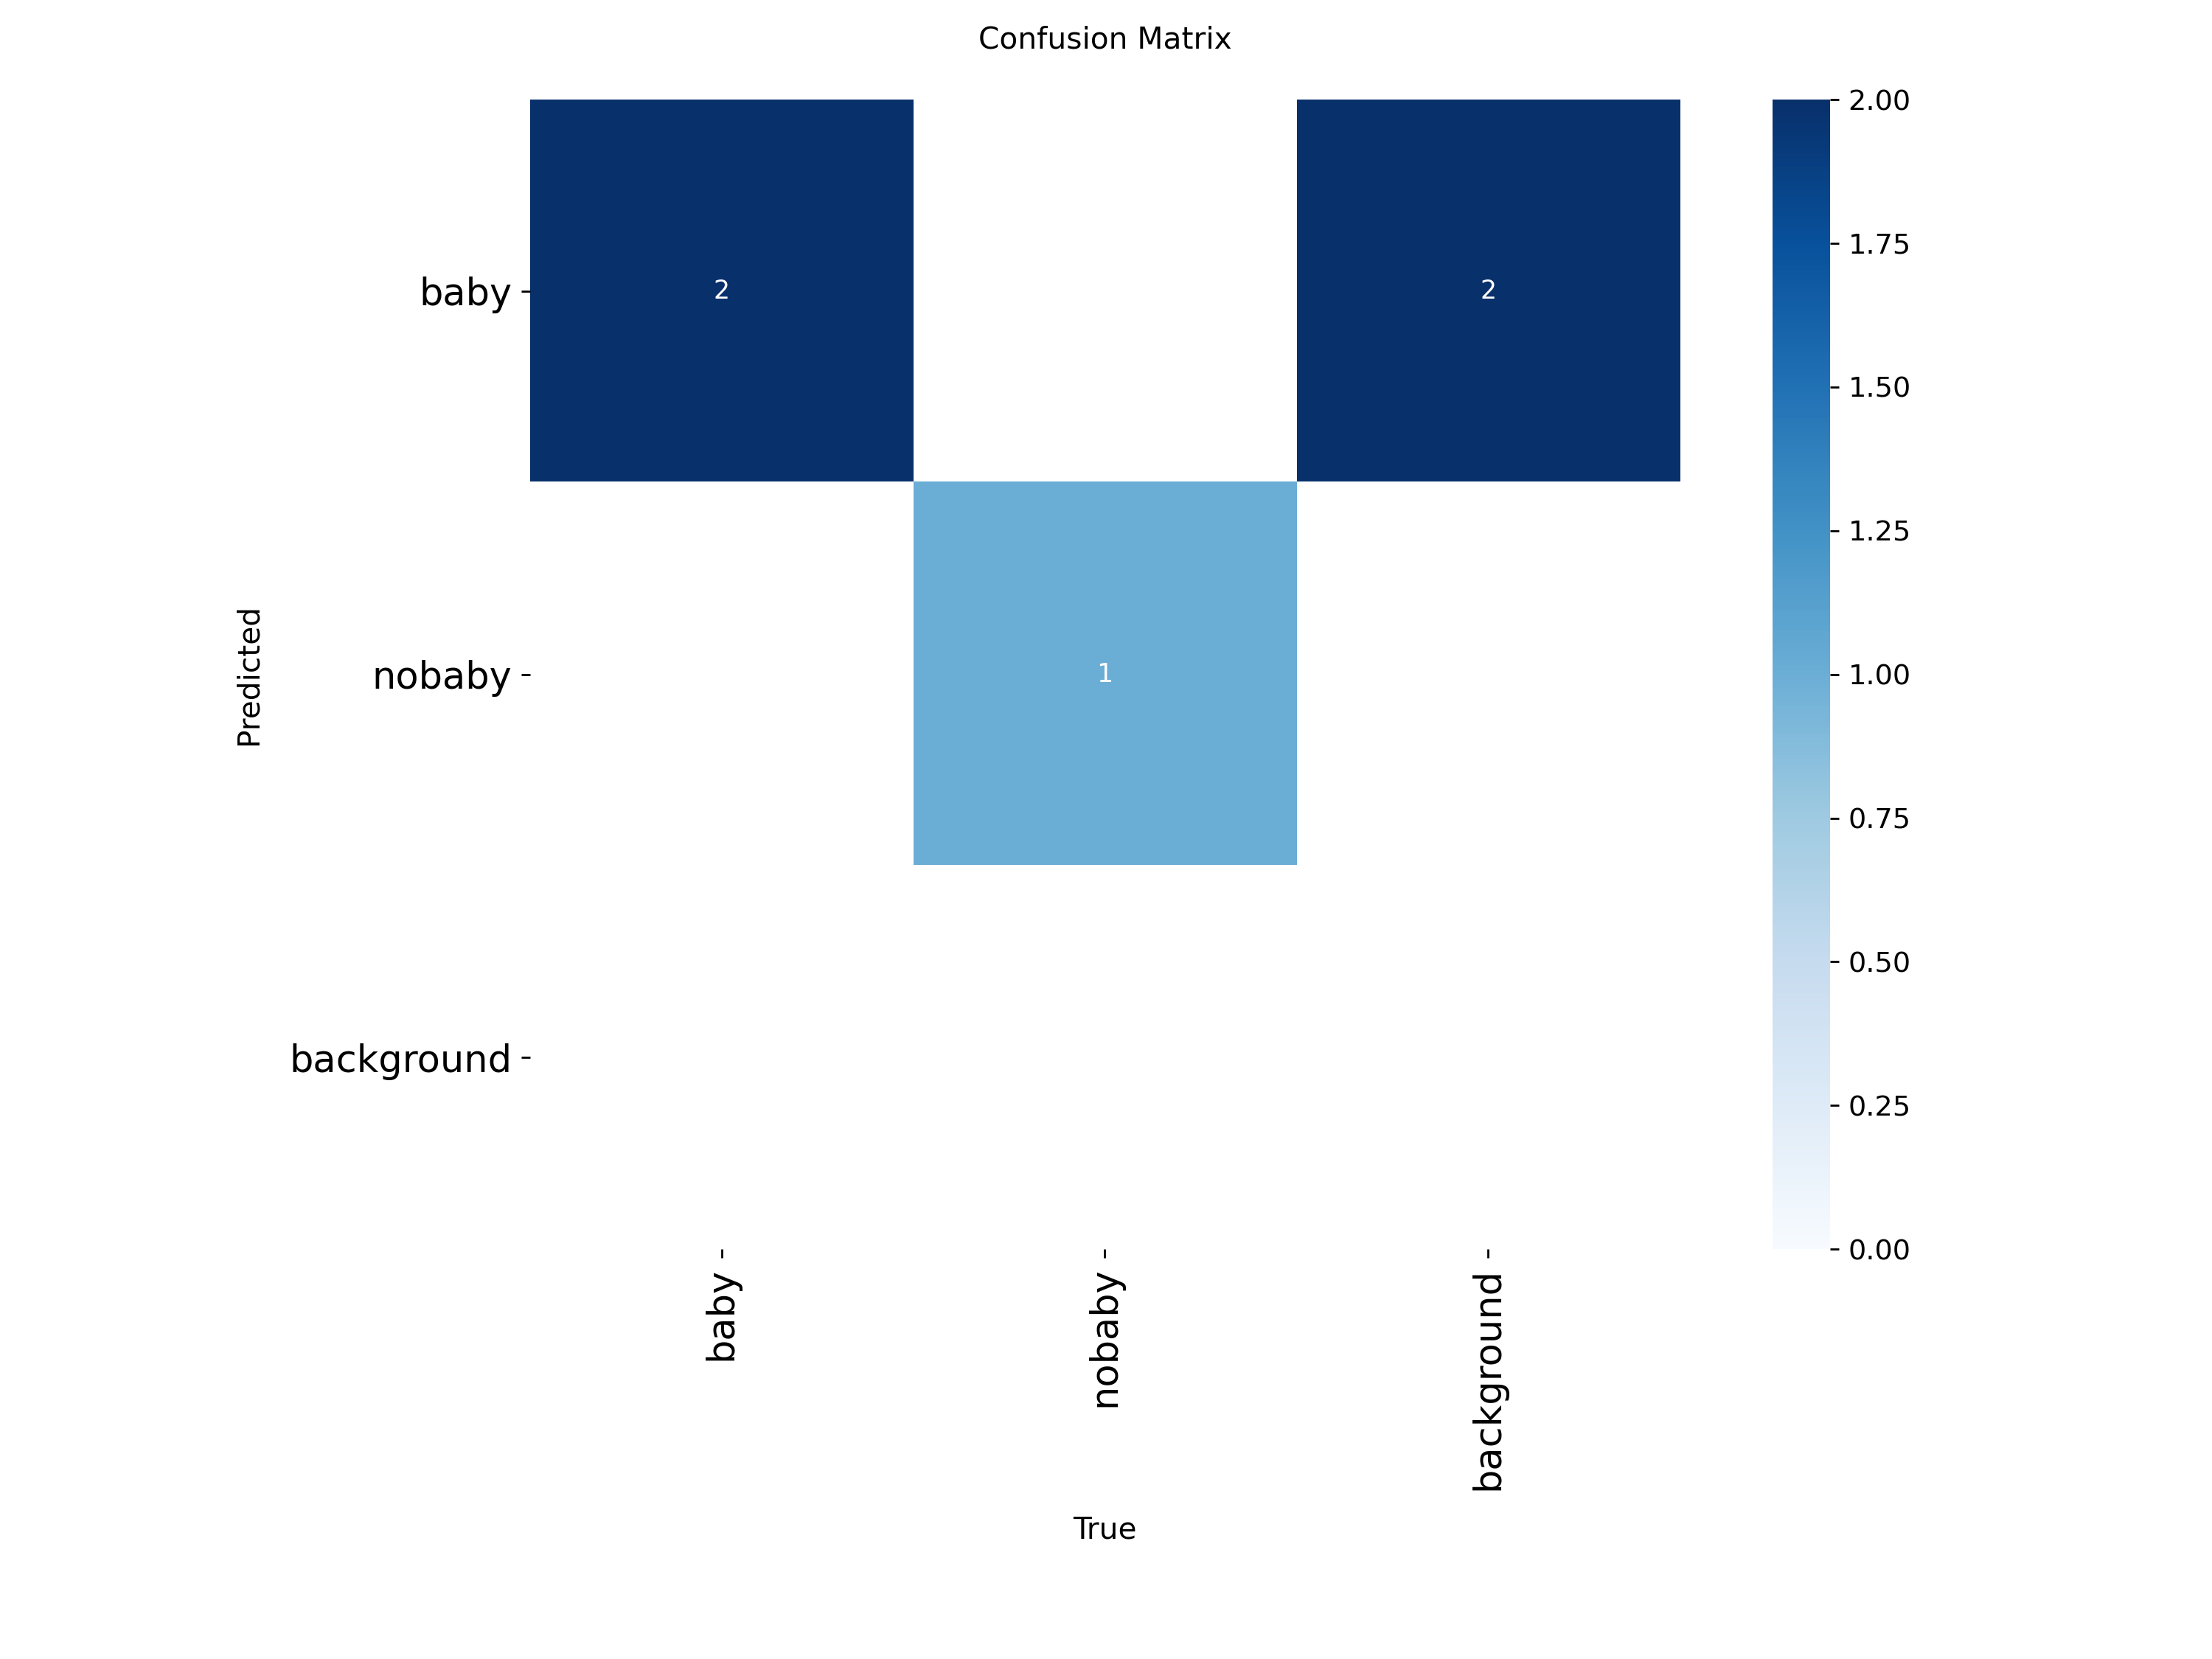 Confusion Matrix
2.00
1.75
1.50
1.25
1.00
0.75
0.50
0.25
0.00
Predicted
baby
nobaby
background
2
2
1
baby
nobaby
background
True